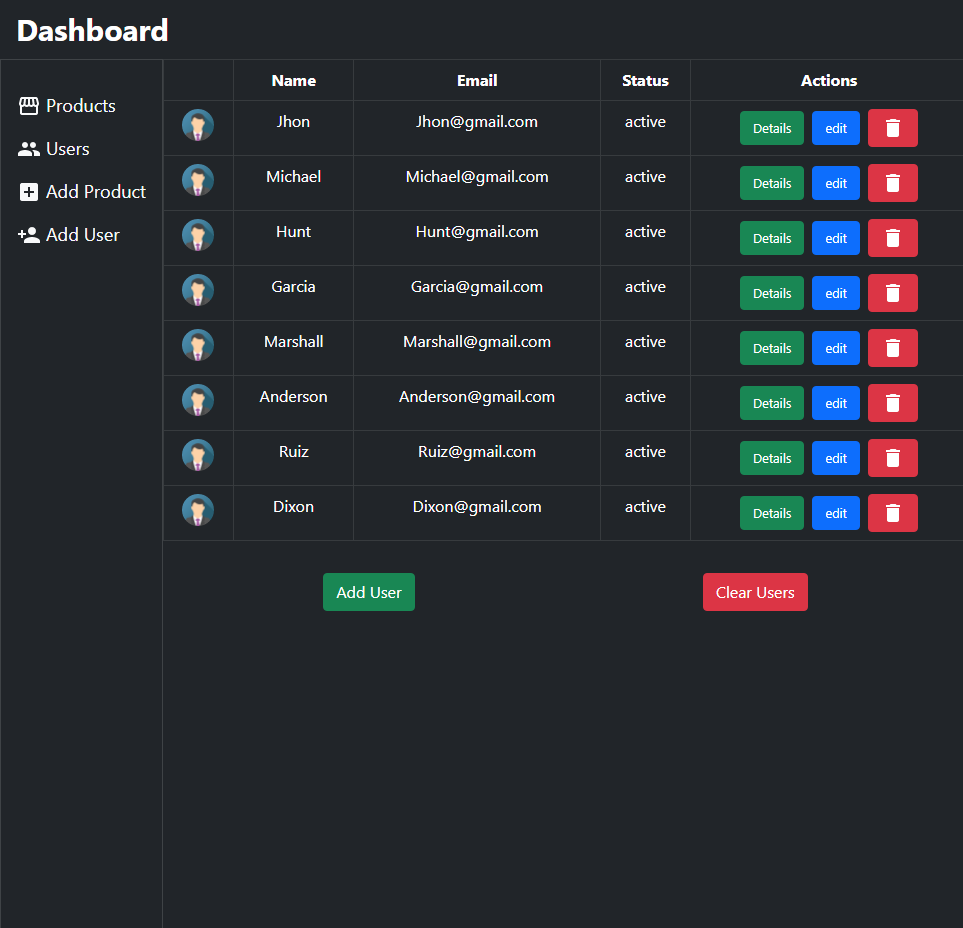 Dashboard
Products
Users
Add Product
Add User
Name Email Status Actions
Jhon Jhon@gmail.com active Details edit
Michael Michael@gmail.com active Details edit
Hunt Hunt@gmail.com active Details edit
Garcia Garcia@gmail.com active Details edit
Marshall Marshall@gmail.com active Details edit
Anderson Anderson@gmail.com active Details edit
Ruiz Ruiz@gmail.com active Details edit
Dixon Dixon@gmail.com active Details edit
Add User Clear Users